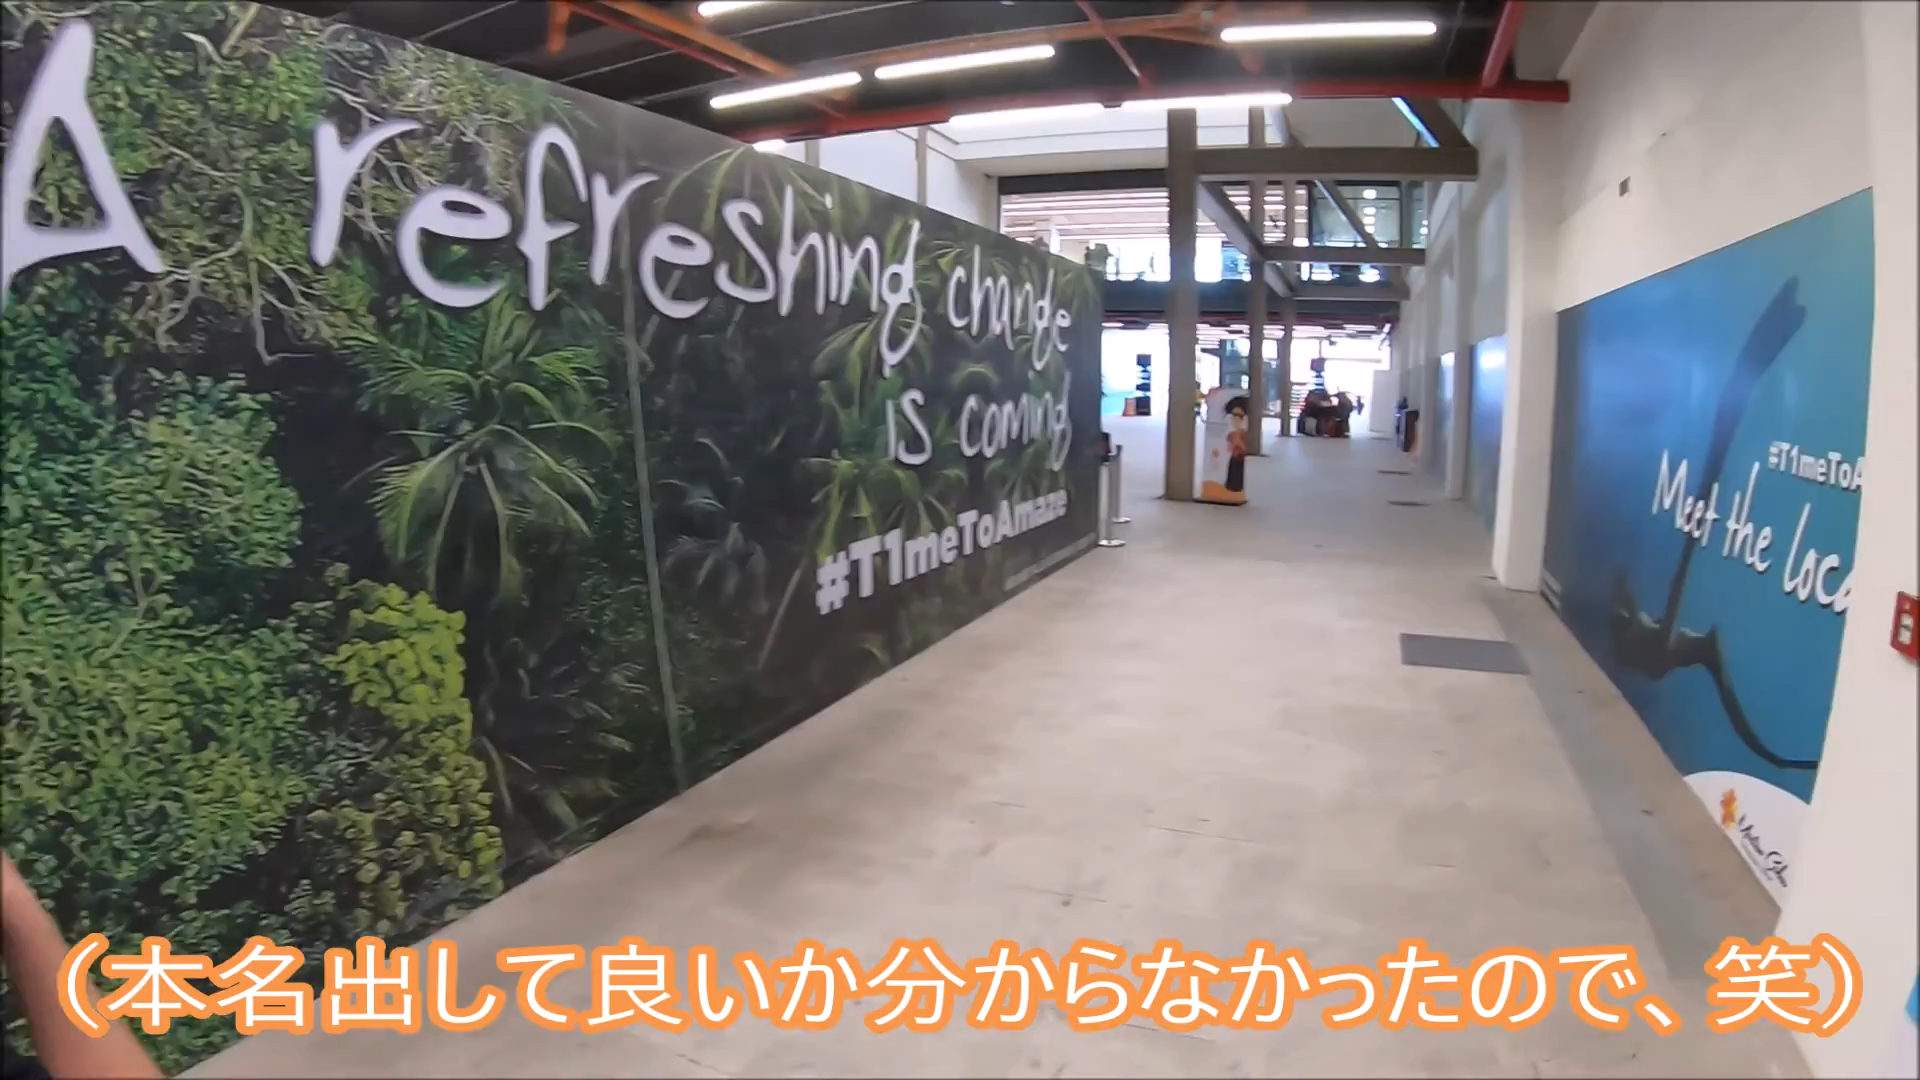 A refreshing change
is coming
#T1meToAmaze
#T1meToA
Meet the loca
（本名出して良いか分からなかったので、笑）